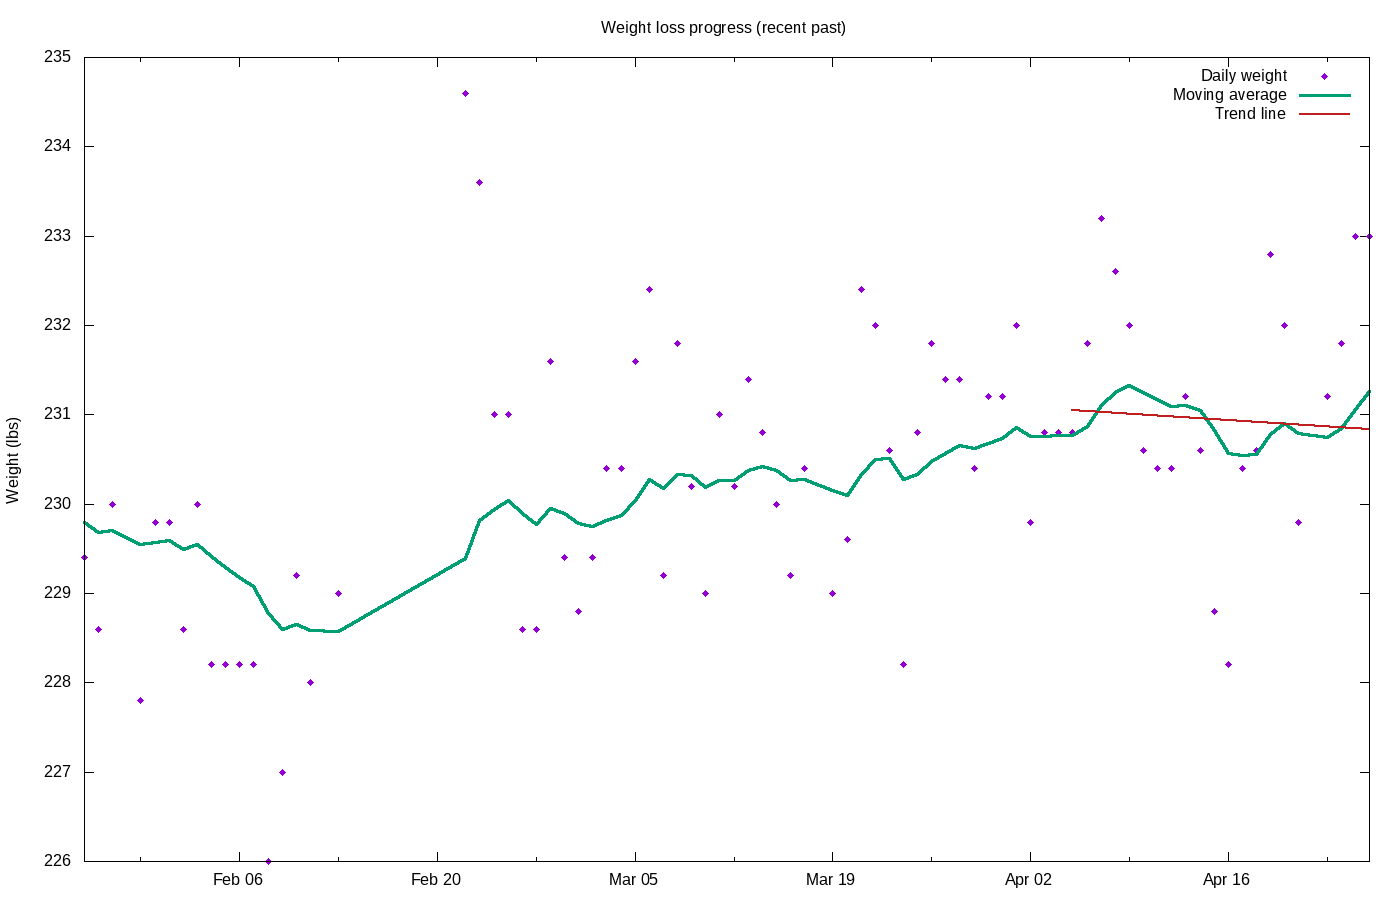 Weight loss progress (recent past)
235
234
233
232
231
230
229
228
227
226
Weight (lbs)
Daily weight
Moving average
Trend line
Feb 06
Feb 20
Mar 05
Mar 19
Apr 02
Apr 16